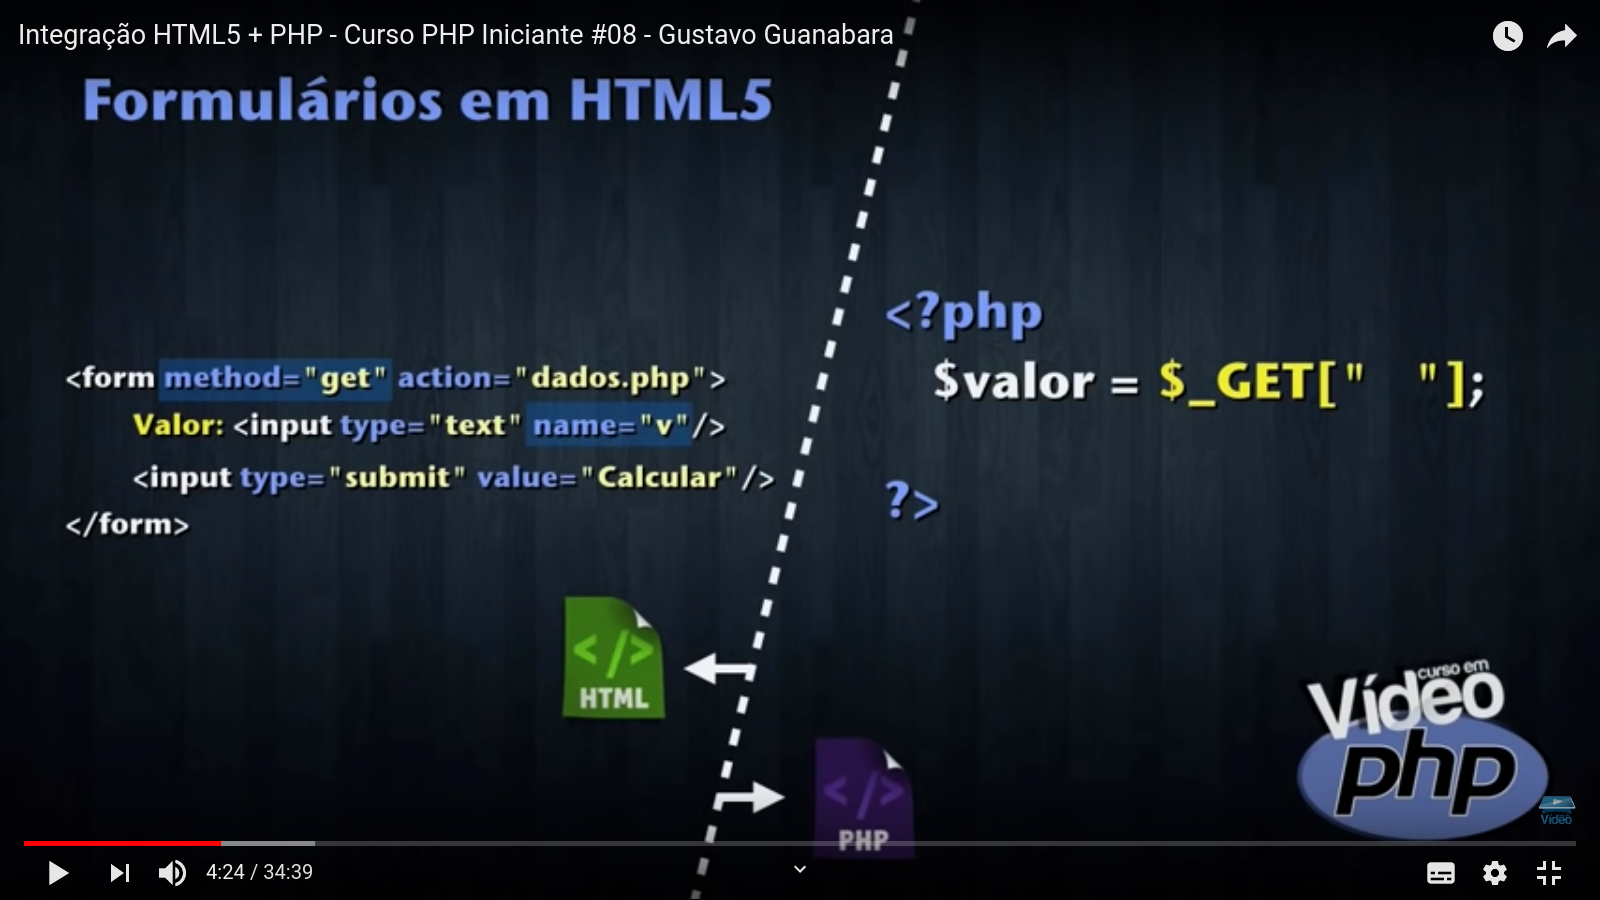 Integração HTML5 + PHP - Curso PHP Iniciante #08 - Gustavo Guanabara
Formulários em HTML5
<form method="get" action="dados.php">
Valor: <input type="text" name="v"/>
<input type="submit" value="Calcular"/>
</form>
<?php
$valor = $_GET["  "];
?>
HTML
PHP
curso em
Vídeo
php
Vídeo
4:24 / 34:39